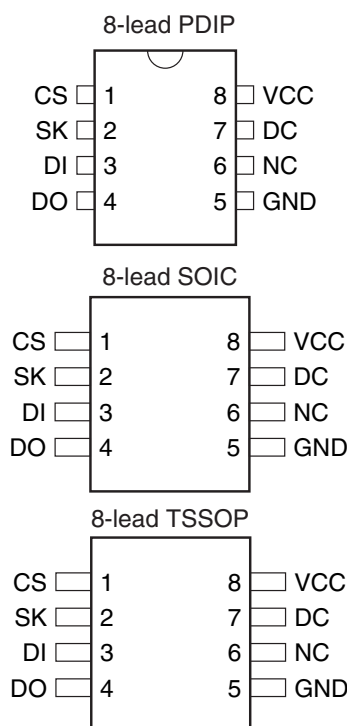 8-lead PDIP
CS 1 8 VCC
SK 2 7 DC
DI 3 6 NC
DO 4 5 GND
8-lead SOIC
CS 1 8 VCC
SK 2 7 DC
DI 3 6 NC
DO 4 5 GND
8-lead TSSOP
CS 1 8 VCC
SK 2 7 DC
DI 3 6 NC
DO 4 5 GND